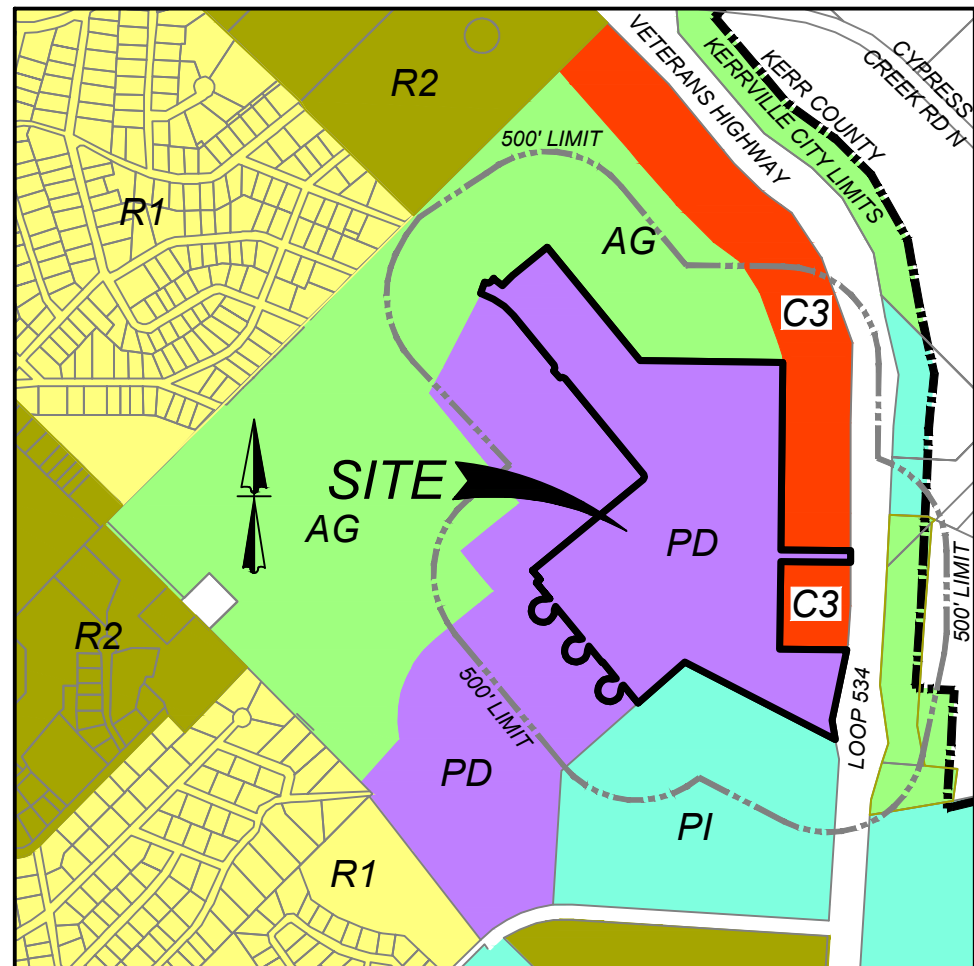 R2
VETERANS HIGHWAY
KERRVILLE CITY LIMITS
KERR COUNTY
CYPRESS
CREEK RD N
500' LIMIT
R1
AG
C3
SITE
AG
PD
C3
500' LIMIT
R2
500' LIMIT
LOOP 534
PD
PI
R1